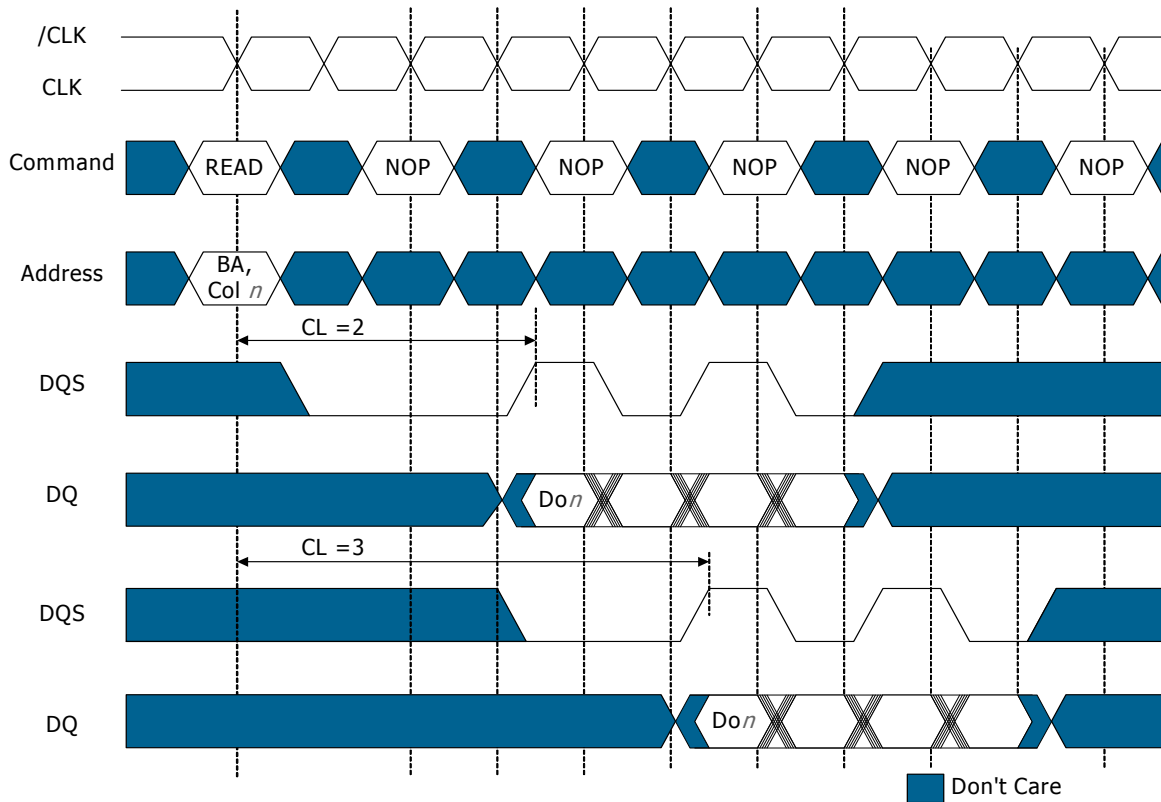 /CLK
CLK
Command
READ
NOP
NOP
NOP
NOP
NOP
Address
BA,
Col n
CL =2
DQS
DQ
Don
CL =3
DQS
DQ
Don
Don't Care